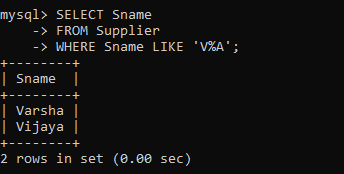 mysql> SELECT Sname
    -> FROM Supplier
    -> WHERE Sname LIKE 'V%A';
+--------+
| Sname  |
+--------+
| Varsha |
| Vijaya |
+--------+
2 rows in set (0.00 sec)